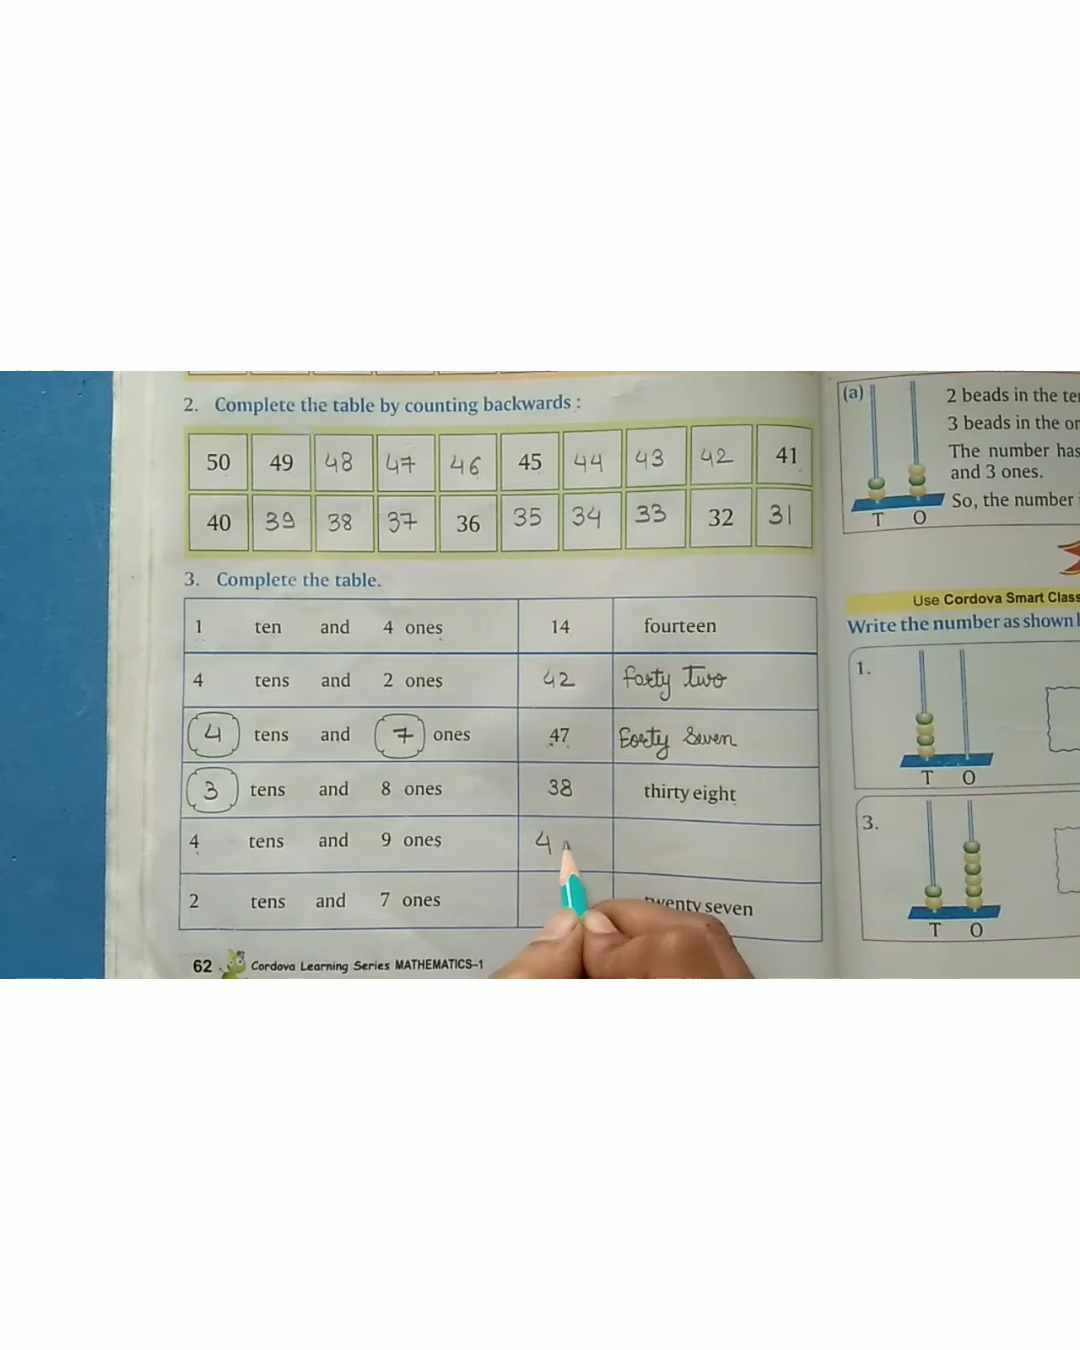 2. Complete the table by counting backwards :
50 49 48 47 46 45 44 43 42 41
40 39 38 37 36 35 34 33 32 31
3. Complete the table.
1 ten and 4 ones 14 fourteen
4 tens and 2 ones 42 forty two
4 tens and 7 ones 47 Forty Seven
3 tens and 8 ones 38 thirty eight
4 tens and 9 ones 4
2 tens and 7 ones twenty seven
62 Cordova Learning Series MATHEMATICS–1
(a) 2 beads in the
3 beads in the
The number has
and 3 ones.
So, the number
T O
Use Cordova Smart Class
Write the number as shown
1.
T O
3.
T O